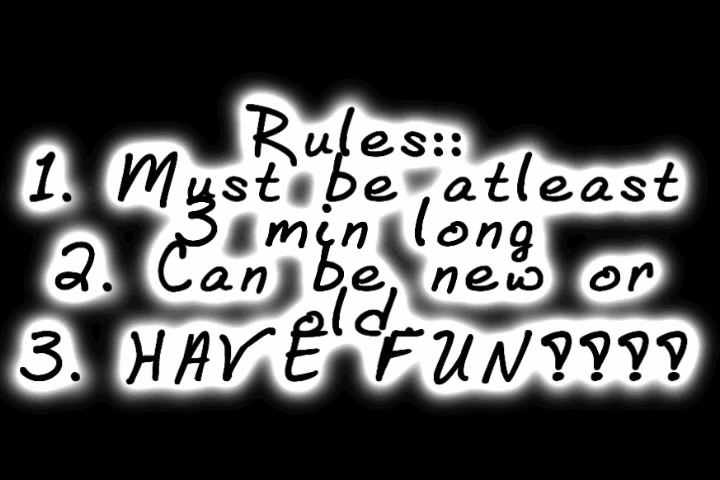 Rules::
1. Must be atleast
3 min long
2. Can be new or
old.
3. HAVE FUN????